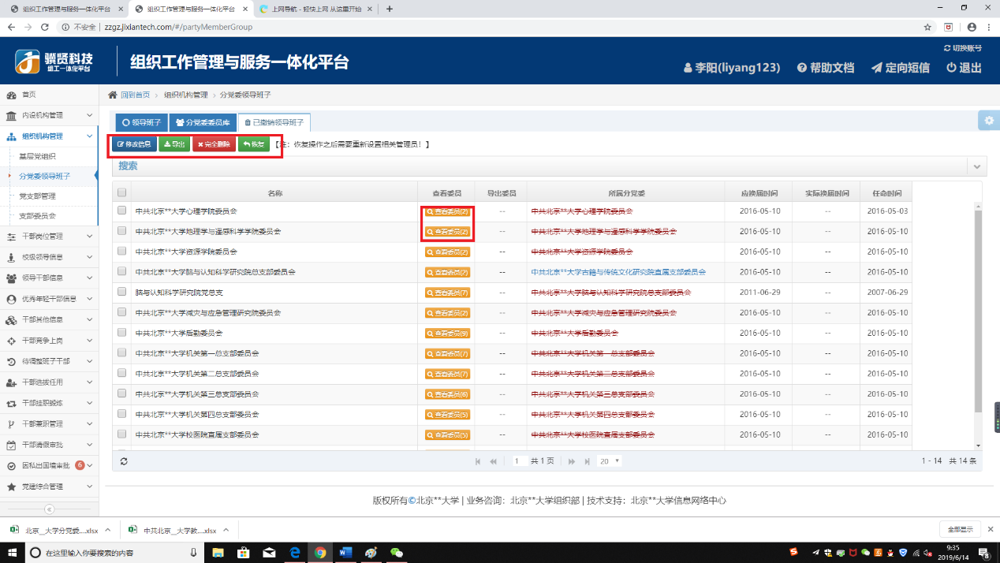 组织工作管理与服务一体化平台
组织工作管理与服务一体化平台
上网导航 - 轻快上网 从这里开始
不安全 | zzgz.jixiantech.com/#/partyMemberGroup
骥贤科技
组工一体化平台
组织工作管理与服务一体化平台
切换账号
李阳(liyang123)
帮助文档
定向短信
退出
首页
内设机构管理
组织机构管理
基层党组织
分党委领导班子
党支部管理
支部委员会
干部岗位管理
校级领导信息
领导干部信息
优秀年轻干部信息
干部其他信息
干部竞争上岗
待调整班子干部
干部选拔任用
干部挂职锻炼
干部兼职管理
干部请假审批
因私出国境审批 6
党建综合管理
回到首页 > 组织机构管理 > 分党委领导班子
领导班子 分党委委员库 已撤销领导班子
修改信息 导出 完全删除 恢复 【注：恢复操作之后需要重新设置相关管理员！】
搜索
名称 查看委员 导出委员 所属分党委 应换届时间 实际换届时间 任命时间
中共北京**大学心理学院委员会 查看委员(2) -- 中共北京**大学心理学院委员会 2016-05-10 -- 2016-05-03
中共北京**大学地理学与遥感科学学院委员会 查看委员(2) -- 中共北京**大学地理学与遥感科学学院委员会 2016-05-10 -- 2016-05-10
中共北京**大学资源学院委员会 查看委员(2) -- 中共北京**大学资源学院委员会 2016-05-10 -- 2016-05-10
中共北京**大学脑与认知科学研究院总支部委员会 查看委员(2) -- 中共北京**大学古籍与传统文化研究院直属支部委员会 2016-05-10 -- 2016-05-10
脑与认知科学研究院党总支 查看委员(7) -- 中共北京**大学脑与认知科学研究院总支部委员会 2011-06-29 -- 2007-06-29
中共北京**大学减灾与应急管理研究院委员会 查看委员(2) -- 中共北京**大学减灾与应急管理研究院委员会 2016-05-10 -- 2016-05-10
中共北京**大学后勤委员会 查看委员(9) -- 中共北京**大学后勤委员会 2016-05-10 -- 2016-05-10
中共北京**大学机关第一总支部委员会 查看委员(7) -- 中共北京**大学机关第一总支部委员会 2016-05-10 -- 2016-05-10
中共北京**大学机关第二总支部委员会 查看委员(7) -- 中共北京**大学机关第二总支部委员会 2016-05-10 -- 2016-05-10
中共北京**大学机关第三总支部委员会 查看委员(6) -- 中共北京**大学机关第三总支部委员会 2016-05-10 -- 2016-05-10
中共北京**大学机关第四总支部委员会 查看委员(5) -- 中共北京**大学机关第四总支部委员会 2016-05-10 -- 2016-05-10
中共北京**大学校医院直属支部委员会 查看委员(5) -- 中共北京**大学校医院直属支部委员会 2016-05-10 -- 2016-05-10
1 共 1 页 20 1 - 14 共 14 条
版权所有©北京**大学 | 业务咨询：北京**大学组织部 | 技术支持：北京**大学信息网络中心
北京__大学分党委....xlsx
中共北京__大学教....xlsx
全部显示
在这里输入你要搜索的内容
9:35
2019/6/14
8